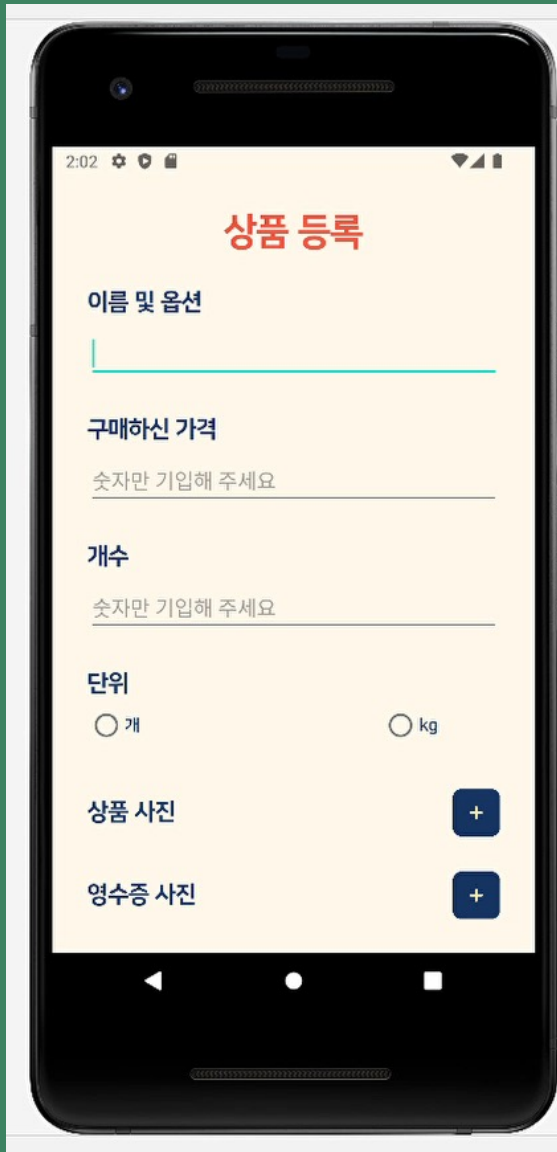 2:02
상품 등록
이름 및 옵션
구매하신 가격
숫자만 기입해 주세요
개수
숫자만 기입해 주세요
단위
개 kg
상품 사진 +
영수증 사진 +